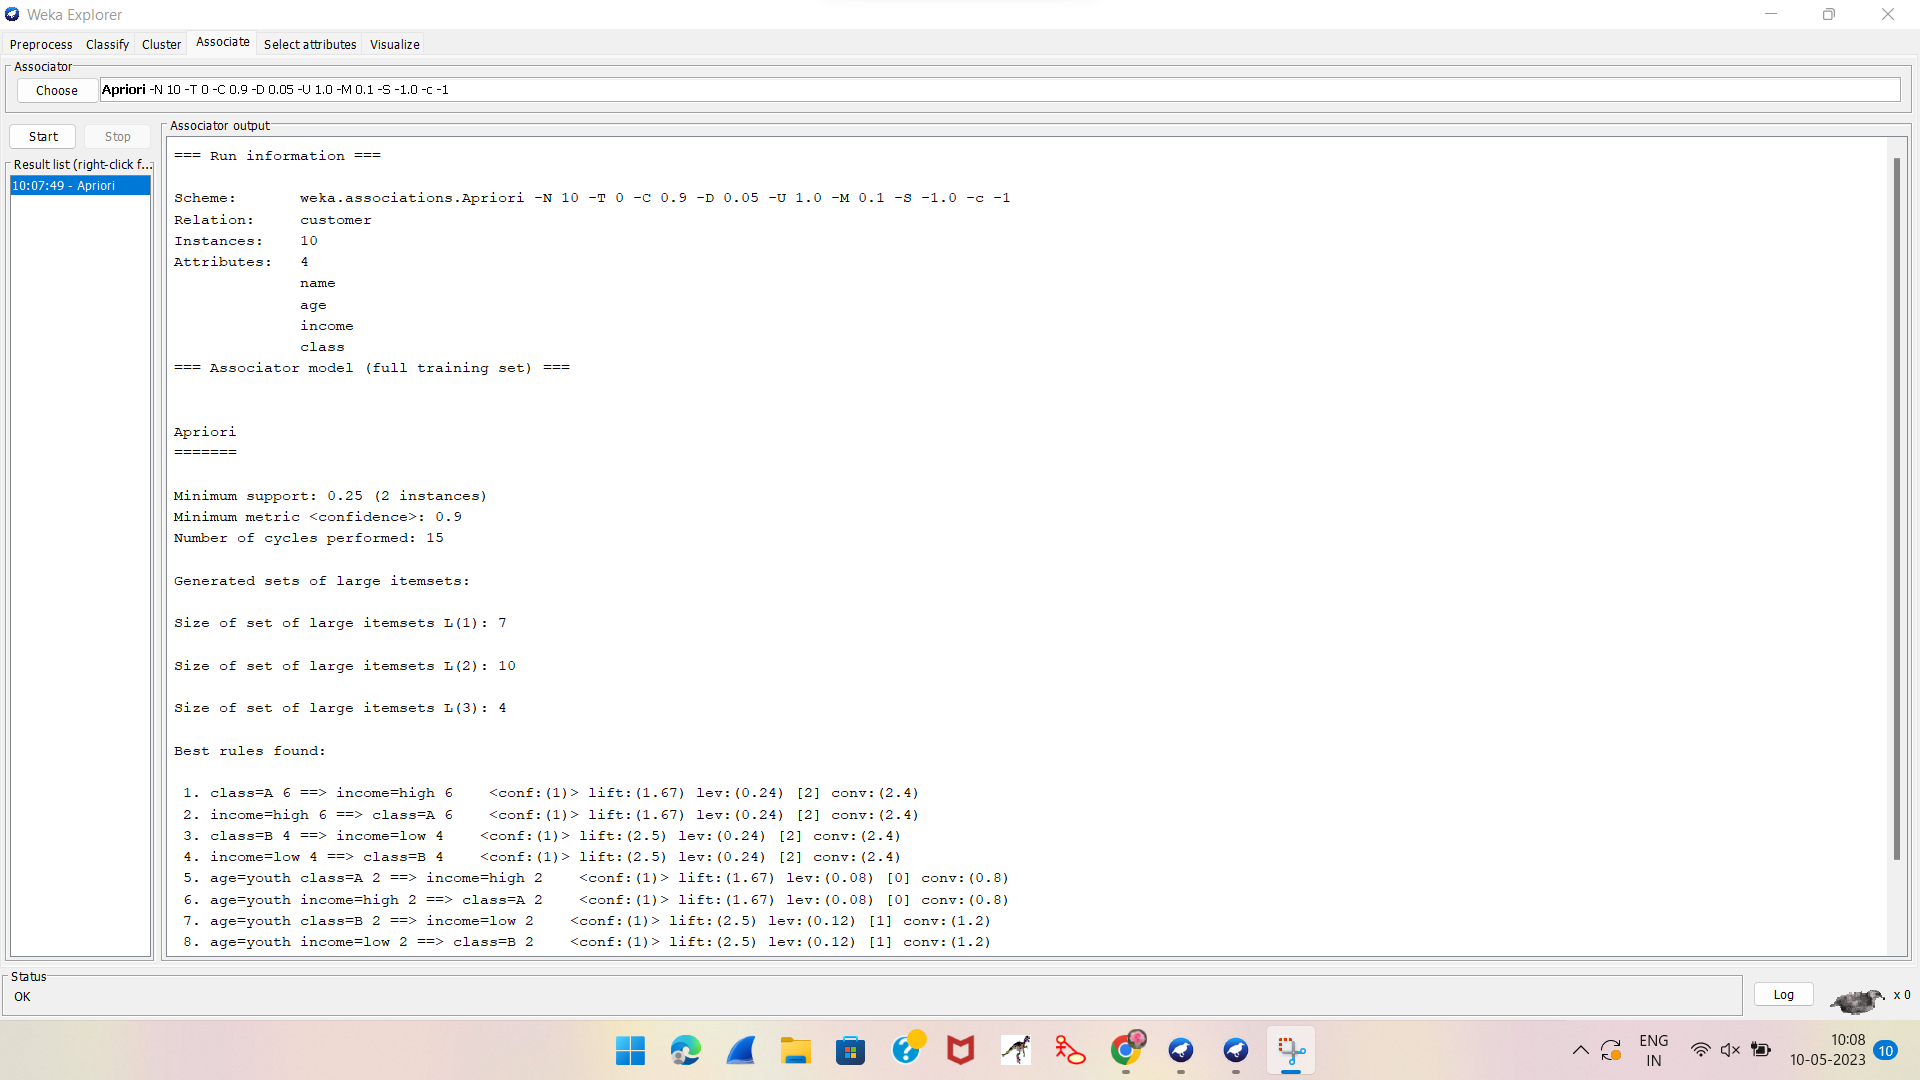 Weka Explorer
Preprocess Classify Cluster Associate Select attributes Visualize
Associator
Choose Apriori -N 10 -T 0 -C 0.9 -D 0.05 -U 1.0 -M 0.1 -S -1.0 -c -1
Start Stop
Result list (right-click f...
10:07:49 - Apriori
Associator output
=== Run information ===
Scheme: weka.associations.Apriori -N 10 -T 0 -C 0.9 -D 0.05 -U 1.0 -M 0.1 -S -1.0 -c -1
Relation: customer
Instances: 10
Attributes: 4
name
age
income
class
=== Associator model (full training set) ===
Apriori
=======
Minimum support: 0.25 (2 instances)
Minimum metric <confidence>: 0.9
Number of cycles performed: 15
Generated sets of large itemsets:
Size of set of large itemsets L(1): 7
Size of set of large itemsets L(2): 10
Size of set of large itemsets L(3): 4
Best rules found:
1. class=A 6 ==> income=high 6 <conf:(1)> lift:(1.67) lev:(0.24) [2] conv:(2.4)
2. income=high 6 ==> class=A 6 <conf:(1)> lift:(1.67) lev:(0.24) [2] conv:(2.4)
3. class=B 4 ==> income=low 4 <conf:(1)> lift:(2.5) lev:(0.24) [2] conv:(2.4)
4. income=low 4 ==> class=B 4 <conf:(1)> lift:(2.5) lev:(0.24) [2] conv:(2.4)
5. age=youth class=A 2 ==> income=high 2 <conf:(1)> lift:(1.67) lev:(0.08) [0] conv:(0.8)
6. age=youth income=high 2 ==> class=A 2 <conf:(1)> lift:(1.67) lev:(0.08) [0] conv:(0.8)
7. age=youth class=B 2 ==> income=low 2 <conf:(1)> lift:(2.5) lev:(0.12) [1] conv:(1.2)
8. age=youth income=low 2 ==> class=B 2 <conf:(1)> lift:(2.5) lev:(0.12) [1] conv:(1.2)
Status
OK
Log
x 0
ENG
IN
10:08
10-05-2023
10